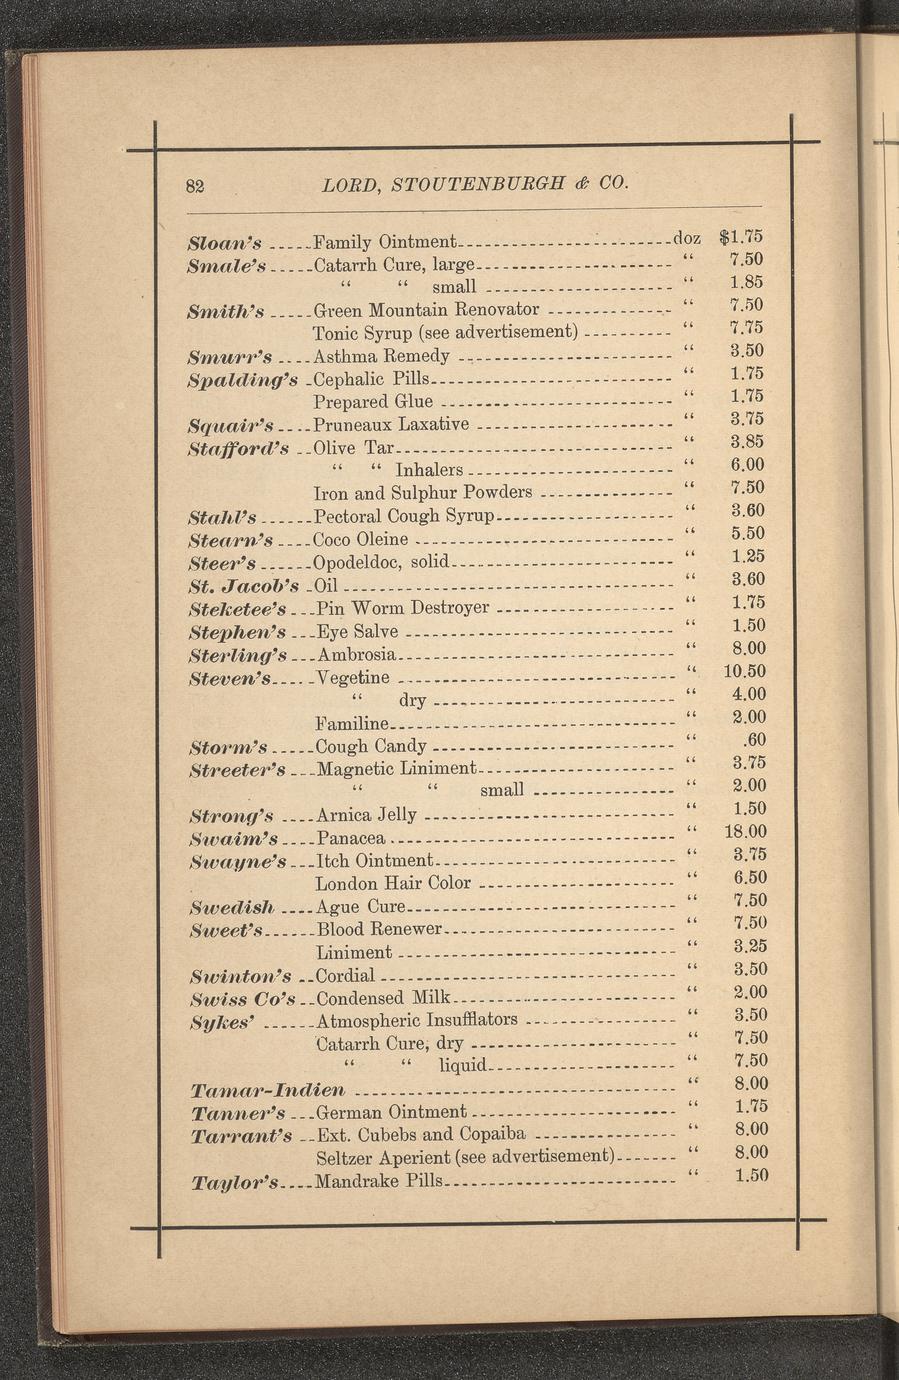 82 LORD, STOUTENBURGH & CO.
Sloan's -----Family Ointment------------------------doz $1.75
Smale's-----Catarrh Cure, large--------------------- “ 7.50
“ “ small -------------------- “ 1.85
Smith's -----Green Mountain Renovator -------------- “ 7.50
Tonic Syrup (see advertisement) ---------- “ 7.75
Smurr's ----Asthma Remedy ----------------------- “ 3.50
Spalding's -Cephalic Pills-------------------------- “ 1.75
Prepared Glue ------------------------- “ 1.75
Squair's----Pruneaux Laxative --------------------- “ 3.75
Stafford's --Olive Tar------------------------------ “ 3.85
“ “ Inhalers ---------------------- “ 6.00
Iron and Sulphur Powders -------------- “ 7.50
Stahl's ------Pectoral Cough Syrup------------------- “ 3.60
Stearn's ----Coco Oleine ---------------------------- “ 5.50
Steer's ------Opodeldoc, solid------------------------ “ 1.25
St. Jacob's -Oil ------------------------------------ “ 3.60
Steketee's ---Pin Worm Destroyer ------------------- “ 1.75
Stephen's ---Eye Salve ----------------------------- “ 1.50
Sterling's ---Ambrosia------------------------------ “ 8.00
Steven's-----Vegetine ------------------------------ “ 10.50
“ dry -------------------------- “ 4.00
Familine------------------------------- “ 2.00
Storm's -----Cough Candy -------------------------- “ .60
Streeter's ---Magnetic Liniment--------------------- “ 3.75
“ “ small --------------- “ 2.00
Strong's ----Arnica Jelly --------------------------- “ 1.50
Swaim's ----Panacea ------------------------------- “ 18.00
Swayne's ---Itch Ointment-------------------------- “ 3.75
London Hair Color --------------------- “ 6.50
Swedish ----Ague Cure----------------------------- “ 7.50
Sweet's------Blood Renewer------------------------- “ 7.50
Liniment ------------------------------ “ 3.25
Swinton's --Cordial -------------------------------- “ 3.50
Swiss Co's --Condensed Milk------------------------ “ 2.00
Sykes' ------Atmospheric Insufflators ---------------- “ 3.50
Catarrh Cure, dry ---------------------- “ 7.50
“ “ liquid-------------------- “ 7.50
Tamar-Indien ----------------------------------- “ 8.00
Tanner's ---German Ointment ---------------------- “ 1.75
Tarrant's --Ext. Cubebs and Copaiba --------------- “ 8.00
Seltzer Aperient (see advertisement)------- “ 8.00
Taylor's----Mandrake Pills------------------------- “ 1.50